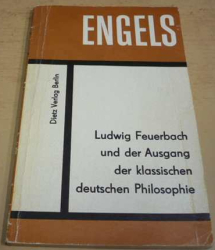 ENGELS
Dietz Verlag Berlin
Ludwig Feuerbach
und der Ausgang
der klassischen
deutschen Philosophie